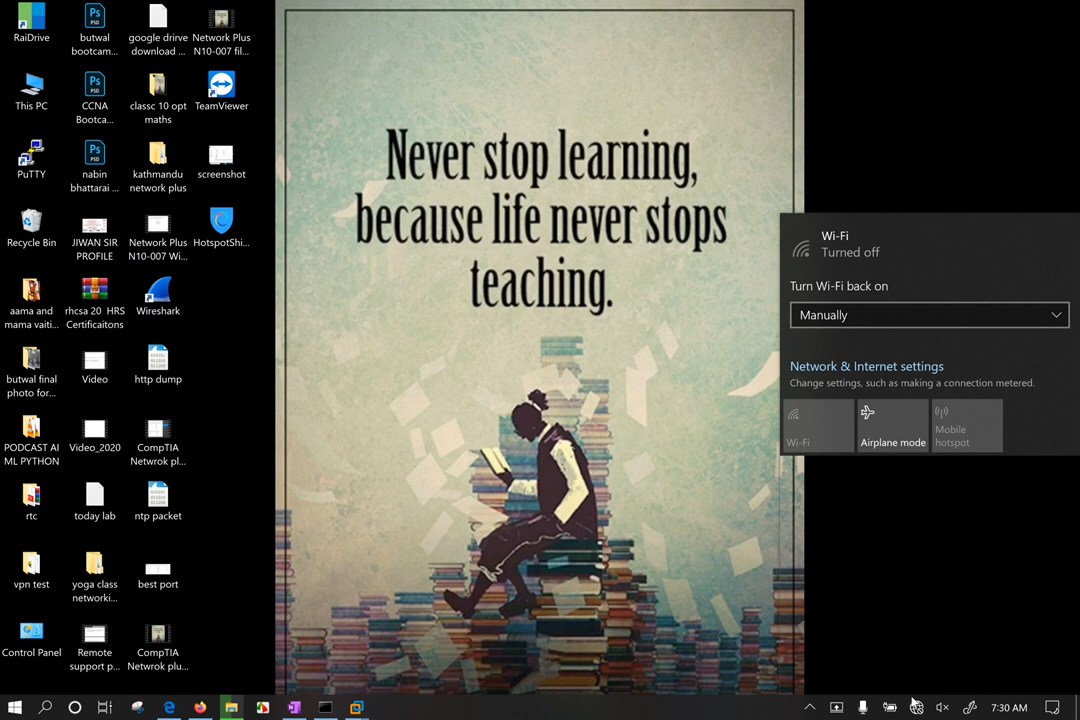 RaiDrive
butwal
bootcam...
google drirve
download ...
Network Plus
N10-007 fil...
This PC
CCNA
Bootca...
classc 10 opt
maths
TeamViewer
PuTTY
nabin
bhattarai ...
kathmandu
network plus
screenshot
Recycle Bin
JIWAN SIR
PROFILE
Network Plus
N10-007 Wi...
HotspotShi...
aama and
mama vaiti...
rhcsa 20 HRS
Certificaitons
Wireshark
butwal final
photo for...
Video
http dump
PODCAST AI
ML PYTHON
Video_2020
CompTIA
Netwrok pl...
rtc
today lab
ntp packet
vpn test
yoga class
networki...
best port
Control Panel
Remote
support p...
CompTIA
Netwrok plu...
Never stop learning,
because life never stops
teaching.
Wi-Fi
Turned off
Turn Wi-Fi back on
Manually
Network & Internet settings
Change settings, such as making a connection metered.
Wi-Fi
Airplane mode
Mobile
hotspot
7:30 AM